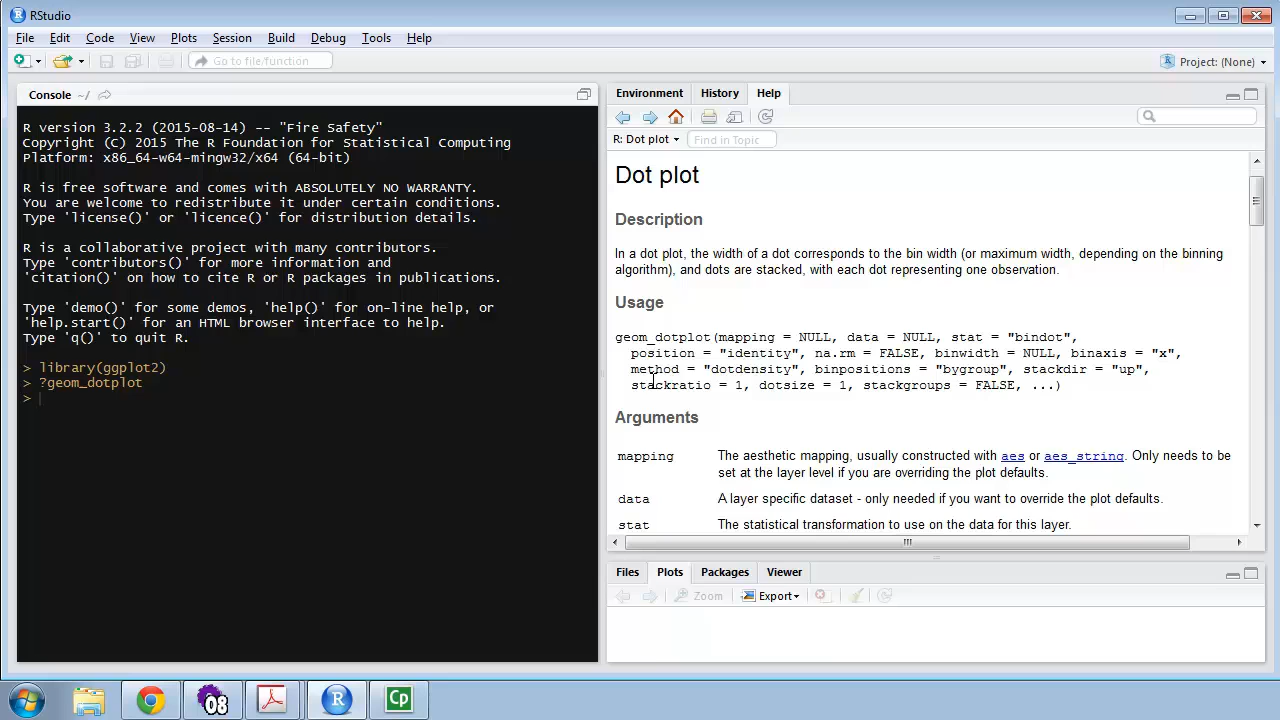 RStudio
File Edit Code View Plots Session Build Debug Tools Help
Go to file/function
Project: (None)
Console ~/
R version 3.2.2 (2015-08-14) -- "Fire Safety"
Copyright (C) 2015 The R Foundation for Statistical Computing
Platform: x86_64-w64-mingw32/x64 (64-bit)
R is free software and comes with ABSOLUTELY NO WARRANTY.
You are welcome to redistribute it under certain conditions.
Type 'license()' or 'licence()' for distribution details.
R is a collaborative project with many contributors.
Type 'contributors()' for more information and
'citation()' on how to cite R or R packages in publications.
Type 'demo()' for some demos, 'help()' for on-line help, or
'help.start()' for an HTML browser interface to help.
Type 'q()' to quit R.
> library(ggplot2)
> ?geom_dotplot
>
Environment History Help
R: Dot plot Find in Topic
Dot plot
Description
In a dot plot, the width of a dot corresponds to the bin width (or maximum width, depending on the binning
algorithm), and dots are stacked, with each dot representing one observation.
Usage
geom_dotplot(mapping = NULL, data = NULL, stat = "bindot",
position = "identity", na.rm = FALSE, binwidth = NULL, binaxis = "x",
method = "dotdensity", binpositions = "bygroup", stackdir = "up",
stackratio = 1, dotsize = 1, stackgroups = FALSE, ...)
Arguments
mapping The aesthetic mapping, usually constructed with aes or aes_string. Only needs to be
set at the layer level if you are overriding the plot defaults.
data A layer specific dataset - only needed if you want to override the plot defaults.
stat The statistical transformation to use on the data for this layer.
Files Plots Packages Viewer
Zoom Export
08
R
Cp